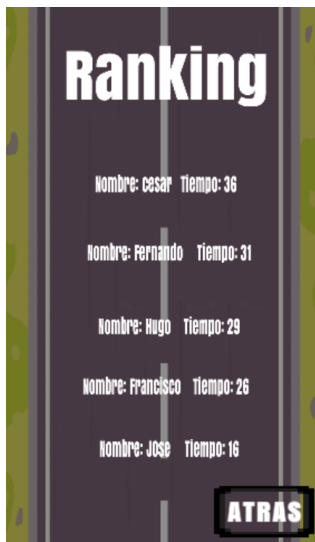 Ranking
Nombre: cesar Tiempo: 36
Nombre: Fernando Tiempo: 31
Nombre: Hugo Tiempo: 29
Nombre: Francisco Tiempo: 26
Nombre: JOse Tiempo: 16
ATRAS